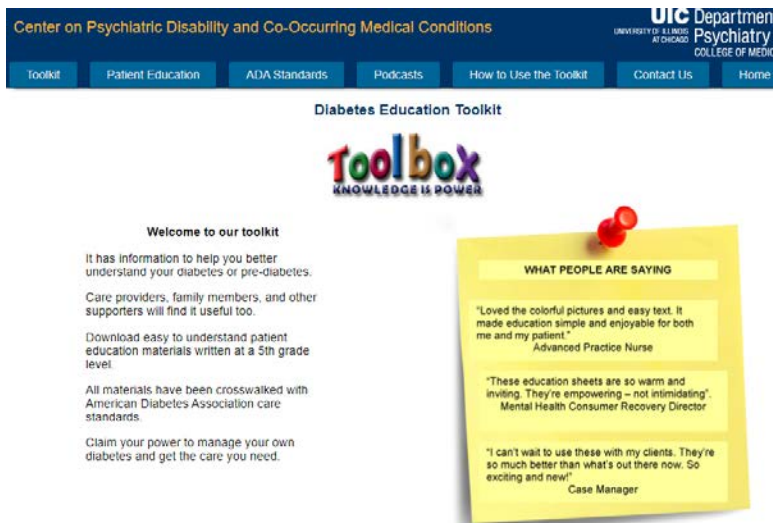 Center on Psychiatric Disability and Co-Occurring Medical Conditions
UIC Departmen
UNIVERSITY OF ILLINOIS
AT CHICAGO
Psychiatry
COLLEGE OF MEDIC
Toolkit
Patient Education
ADA Standards
Podcasts
How to Use the Toolkit
Contact Us
Home
Diabetes Education Toolkit
Toolbox
KNOWLEDGE IS POWER
Welcome to our toolkit
It has information to help you better
understand your diabetes or pre-diabetes.
Care providers, family members, and other
supporters will find it useful too.
Download easy to understand patient
education materials written at a 5th grade
level.
All materials have been crosswalked with
American Diabetes Association care
standards.
Claim your power to manage your own
diabetes and get the care you need.
WHAT PEOPLE ARE SAYING
"Loved the colorful pictures and easy text. It
made education simple and enjoyable for both
me and my patient."
Advanced Practice Nurse
"These education sheets are so warm and
inviting. They're empowering – not intimidating".
Mental Health Consumer Recovery Director
"I can't wait to use these with my clients. They're
so much better than what's out there now. So
exciting and new!"
Case Manager